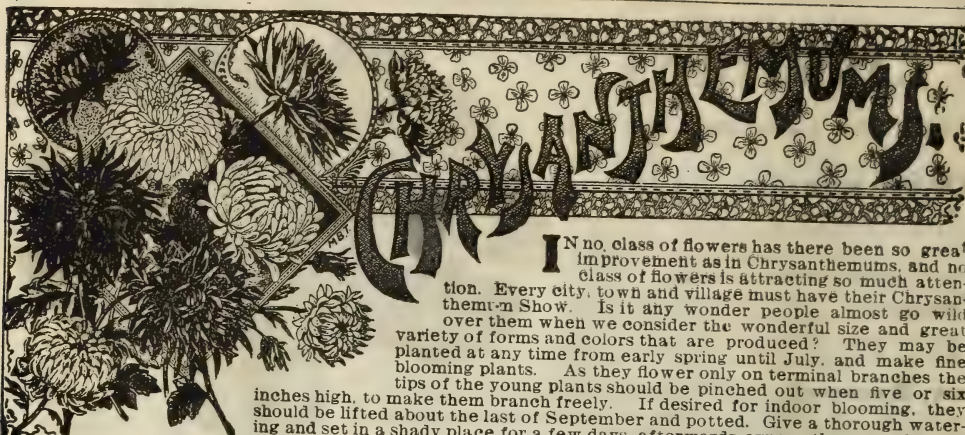 CHRYSANTHEMUMS.
MBT.
IN no class of flowers has there been so great
improvement as in Chrysanthemums, and no
class of flowers is attracting so much atten-
tion. Every city, town and village must have their Chrysan-
Show. Is it any wonder people almost go wild
over them when we consider the wonderful size and great
variety of forms and colors that are produced? They may be
planted at any time from early spring until July, and make fine
blooming plants. As they flower only on terminal branches the
tips of the young plants should be pinched out when five or six
inches high, to make them branch freely. If desired for indoor blooming, they
should be lifted about the last of September and potted. Give a thorough water-
ing and set in a shady place for a few days, afterwards